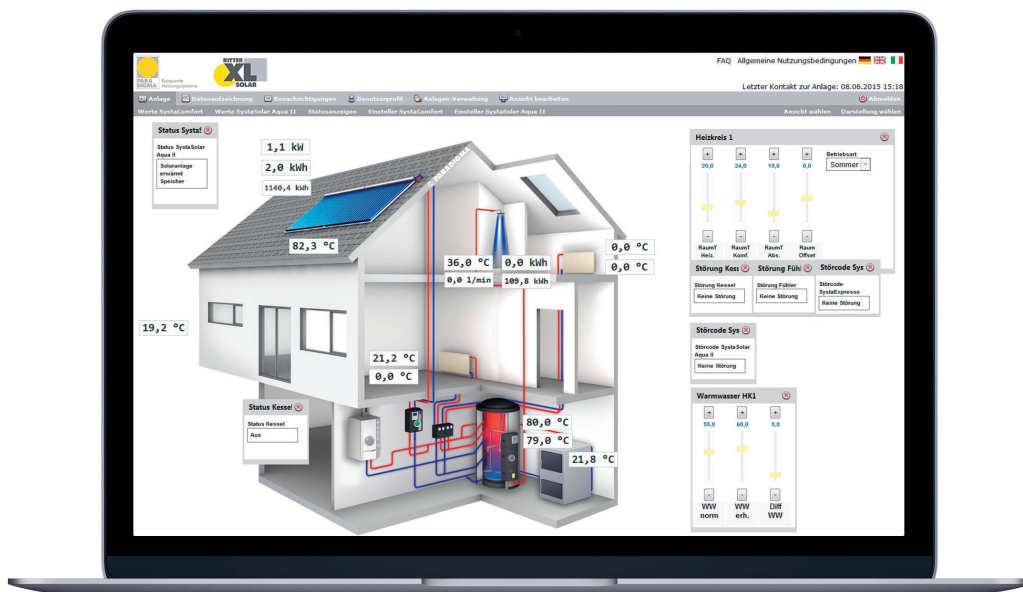 PARA
DIGMA
Ritter
XL
SOLAR
FAQ Allgemeine Nutzungsbedingungen
Letzter Kontakt zur Anlage: 08.06.2015 15:18
Anlage Datenaufzeichnung Benachrichtigungen Benutzerprofil Anlagen-Verwaltung Ansicht bearbeiten Abmelden
Werte SystaComfort Werte SystaSolar Aqua II Statusanzeigen Einsteller SystaComfort Einsteller SystaSolar Aqua II Ansicht wählen Darstellung wählen
Status Systa!
Status SystaSolar
Aqua II
Solaranlage
erwärmt
Speicher
1,1 kW
2,0 kWh
1140,4 kWh
PARADIGMA
82,3 °C
36,0 °C 0,0 kWh
0,0 l/min 109,8 kWh
0,0 °C
0,0 °C
19,2 °C
21,2 °C
0,0 °C
Status Kessel
Status Kessel
Aus
80,0 °C
79,0 °C
21,8 °C
Heizkreis 1
+ + + +
20,0 24,0 15,0 0,0
Betriebsart
Sommer
- - - -
RaumT RaumT RaumT Raum
Heiz. Komf. Abs. Offset
Störung Kess
Störung Kessel
Keine Störung
Störung Fühl
Störung Fühler
Keine Störung
Störcode Sys
Störcode
SystaExpresso
Keine Störung
Störcode Sys
Störcode SystaSolar
Aqua II
Keine Störung
Warmwasser HK1
+ + +
55,0 60,0 5,0
- - -
WW WW Diff
norm erh. WW